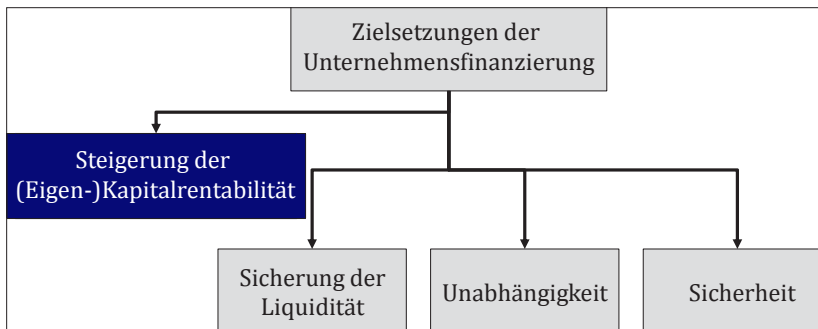 Zielsetzungen der
Unternehmensfinanzierung
Steigerung der
(Eigen-)Kapitalrentabilität
Sicherung der
Liquidität
Unabhängigkeit
Sicherheit